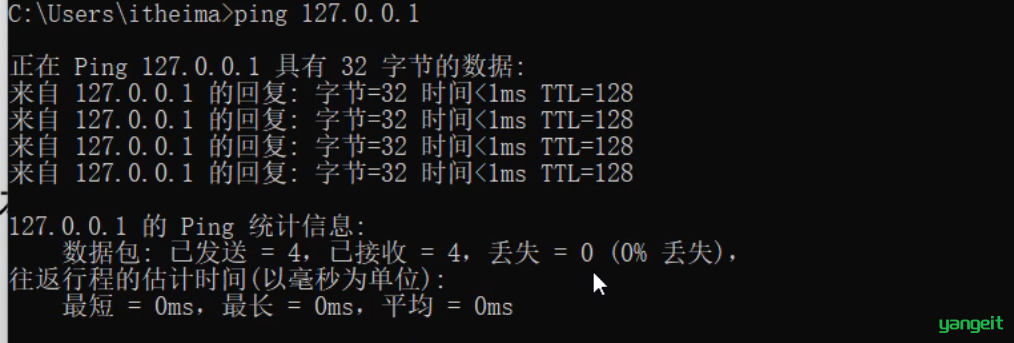 C:\Users\itheima>ping 127.0.0.1
正在 Ping 127.0.0.1 具有 32 字节的数据:
来自 127.0.0.1 的回复: 字节=32 时间<1ms TTL=128
来自 127.0.0.1 的回复: 字节=32 时间<1ms TTL=128
来自 127.0.0.1 的回复: 字节=32 时间<1ms TTL=128
来自 127.0.0.1 的回复: 字节=32 时间<1ms TTL=128
127.0.0.1 的 Ping 统计信息:
数据包: 已发送 = 4，已接收 = 4，丢失 = 0 (0% 丢失)，
往返行程的估计时间(以毫秒为单位):
最短 = 0ms，最长 = 0ms，平均 = 0ms
yangeit